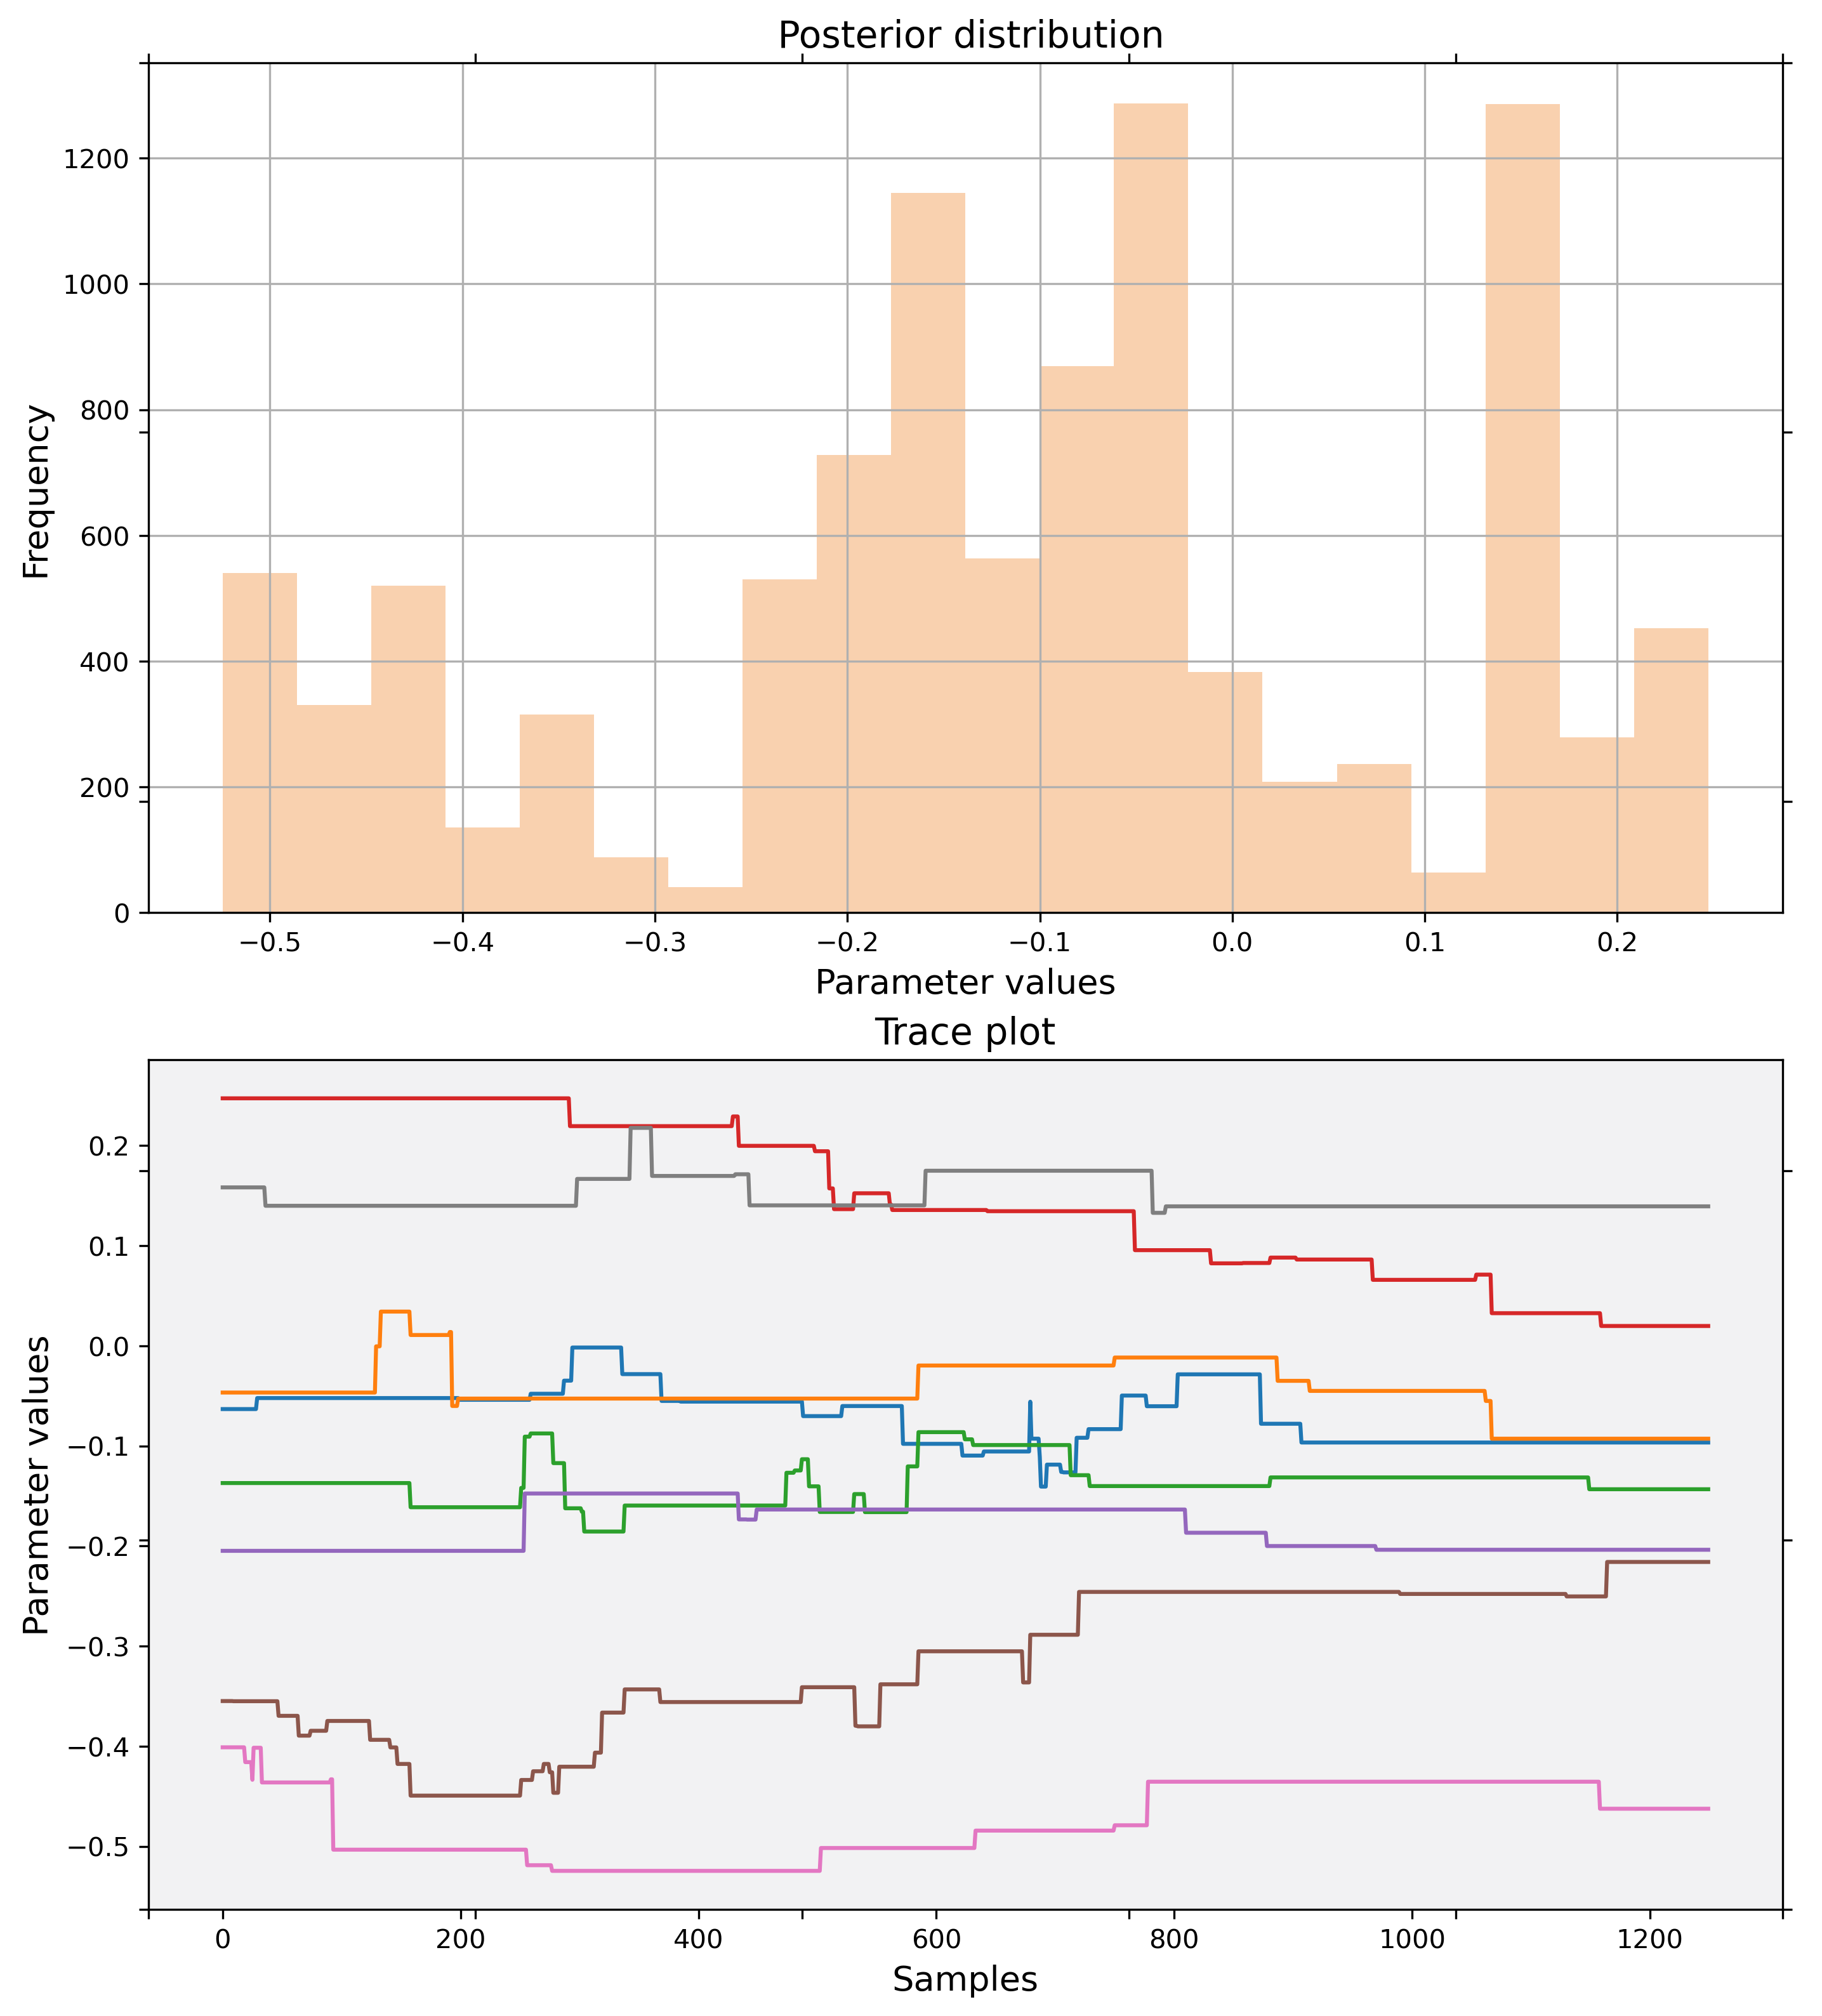 Posterior distribution
1200
1000
800
600
400
200
0
Frequency
−0.5 −0.4 −0.3 −0.2 −0.1 0.0 0.1 0.2
Parameter values
Trace plot
0.2
0.1
0.0
−0.1
−0.2
−0.3
−0.4
−0.5
Parameter values
0 200 400 600 800 1000 1200
Samples